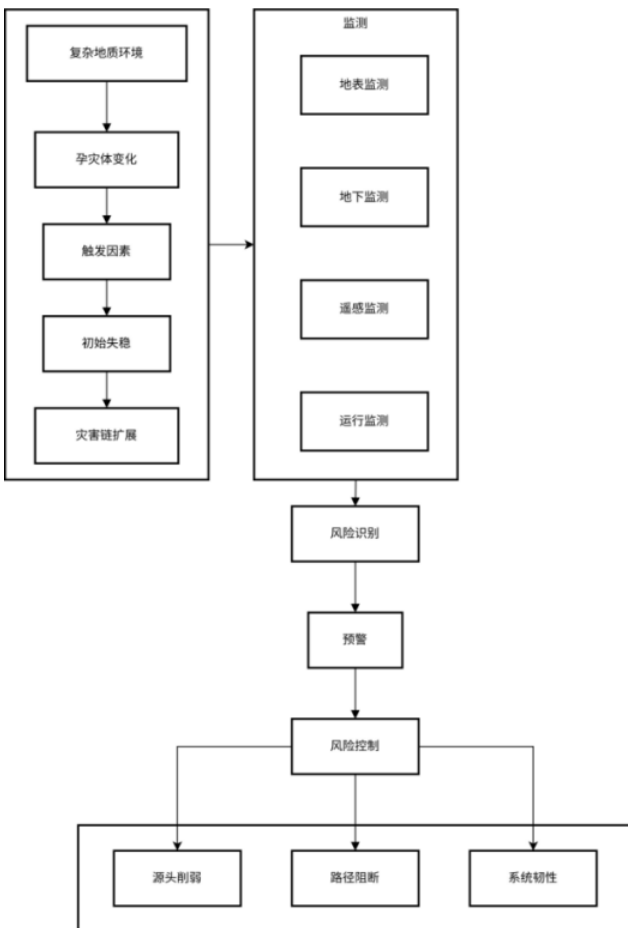 复杂地质环境
孕灾体变化
触发因素
初始失稳
灾害链扩展
监测
地表监测
地下监测
遥感监测
运行监测
风险识别
预警
风险控制
源头削弱
路径阻断
系统韧性